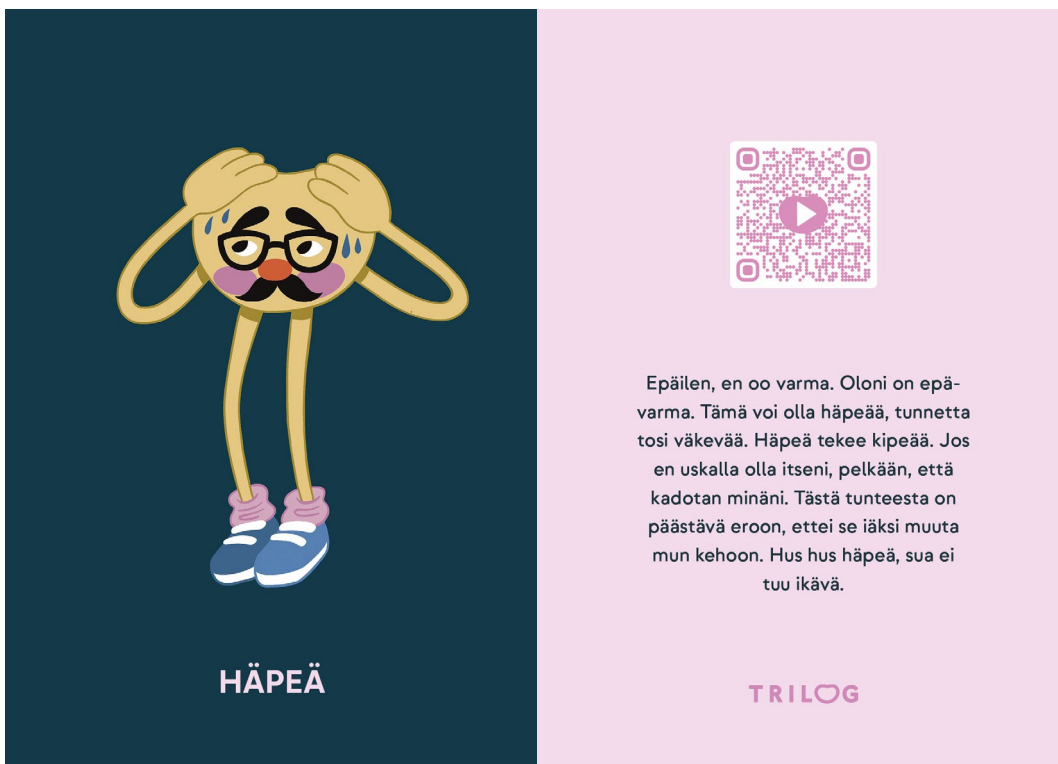 HÄPEÄ
Epäilen, en oo varma. Oloni on epä-
varma. Tämä voi olla häpeää, tunnetta
tosi väkevää. Häpeä tekee kipeää. Jos
en uskalla olla itseni, pelkään, että
kadotan minäni. Tästä tunteesta on
päästävä eroon, ettei se iäksi muuta
mun kehoon. Hus hus häpeä, sua ei
tuu ikävä.
TRILOG